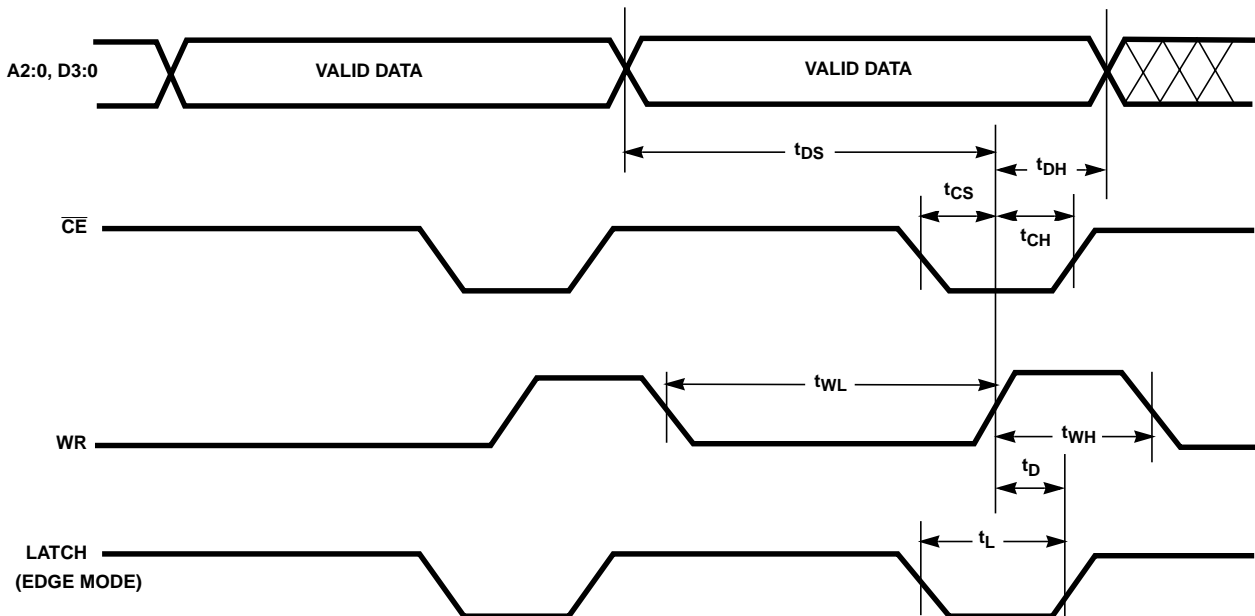 A2:0, D3:0
VALID DATA
VALID DATA
tDS
tDH
tCS
tCH
CE
tWL
WR
tWH
tD
tL
LATCH
(EDGE MODE)